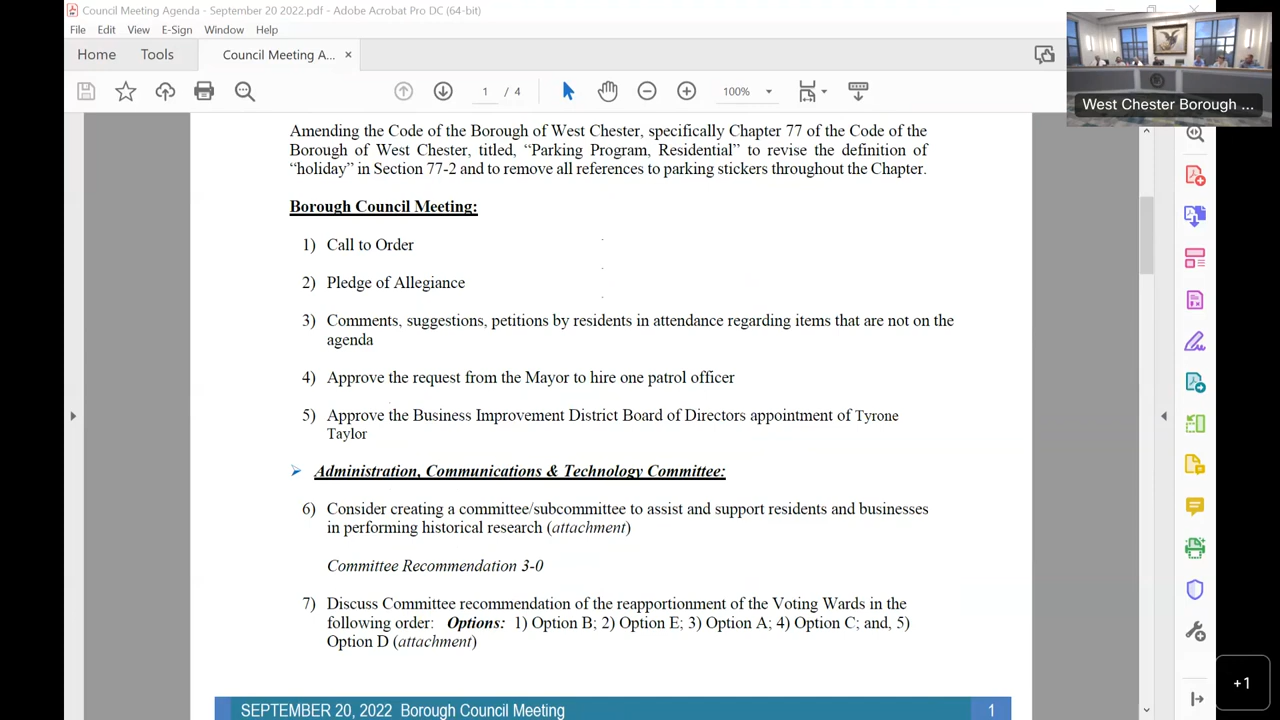 Council Meeting Agenda - September 20 2022.pdf - Adobe Acrobat Pro DC (64-bit)
File Edit View E-Sign Window Help
Home Tools Council Meeting A... ×
1 / 4 100%
West Chester Borough ...
Amending the Code of the Borough of West Chester, specifically Chapter 77 of the Code of the
Borough of West Chester, titled, “Parking Program, Residential” to revise the definition of
“holiday” in Section 77-2 and to remove all references to parking stickers throughout the Chapter.
Borough Council Meeting:
1) Call to Order
2) Pledge of Allegiance
3) Comments, suggestions, petitions by residents in attendance regarding items that are not on the
agenda
4) Approve the request from the Mayor to hire one patrol officer
5) Approve the Business Improvement District Board of Directors appointment of Tyrone
Taylor
➤ Administration, Communications & Technology Committee:
6) Consider creating a committee/subcommittee to assist and support residents and businesses
in performing historical research (attachment)
Committee Recommendation 3-0
7) Discuss Committee recommendation of the reapportionment of the Voting Wards in the
following order: Options: 1) Option B; 2) Option E; 3) Option A; 4) Option C; and, 5)
Option D (attachment)
SEPTEMBER 20, 2022 Borough Council Meeting 1
+1